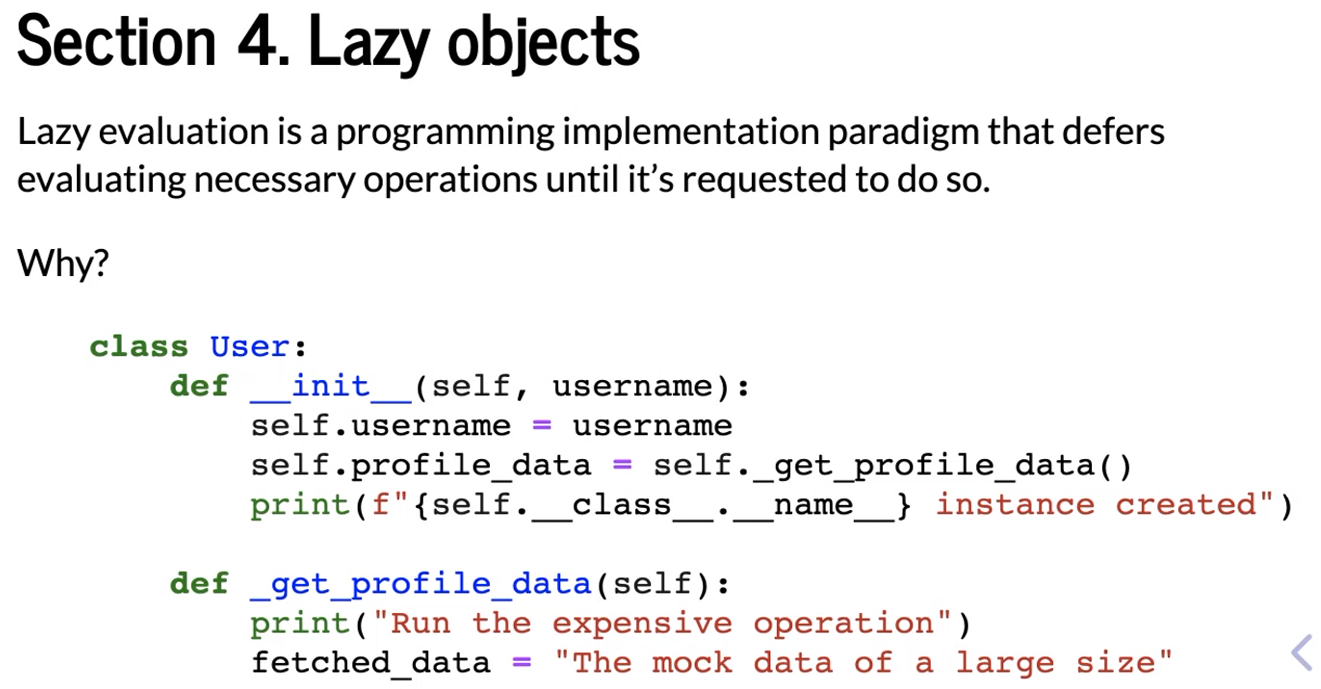 Section 4. Lazy objects
Lazy evaluation is a programming implementation paradigm that defers
evaluating necessary operations until it's requested to do so.
Why?
class User:
    def __init__(self, username):
        self.username = username
        self.profile_data = self._get_profile_data()
        print(f"{self.__class__.__name__} instance created")
    def _get_profile_data(self):
        print("Run the expensive operation")
        fetched_data = "The mock data of a large size"